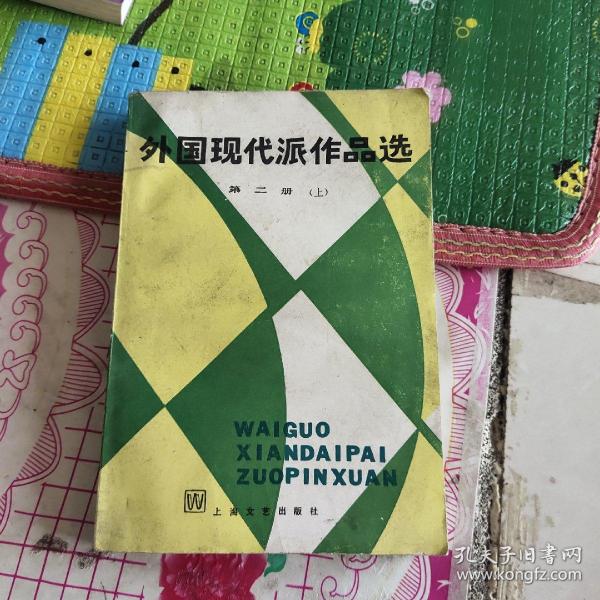 外国现代派作品选
第二册（上）
WAIGUO
XIANDAIPAI
ZUOPINXUAN
W
上海文艺出版社
孔夫子旧书网
www.kongfz.com